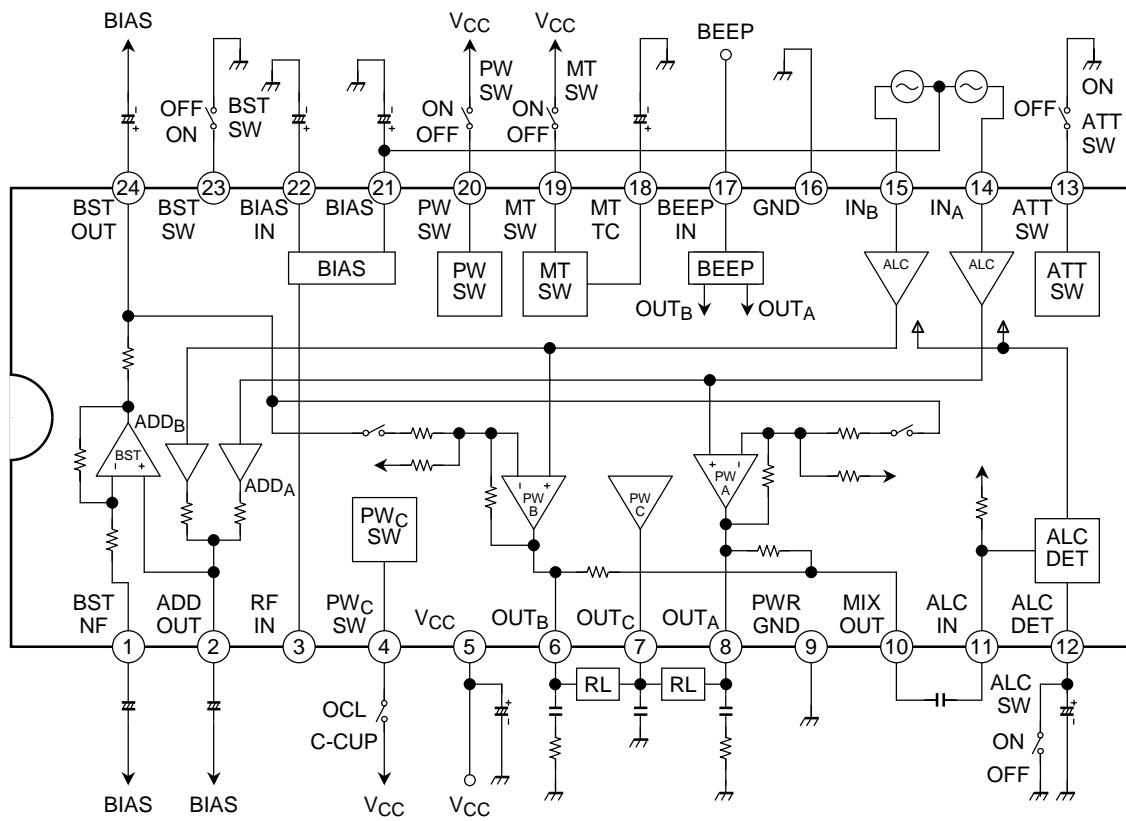 BIAS
VCC
VCC
BEEP
OFF
ON
BST
SW
ON
OFF
PW
SW
ON
OFF
MT
SW
OFF
ON
ATT
SW
24
23
22
21
20
19
18
17
16
15
14
13
BST
OUT
BST
SW
BIAS
IN
BIAS
PW
SW
MT
SW
MT
TC
BEEP
IN
GND
INB
INA
ATT
SW
BIAS
PW
SW
MT
SW
BEEP
ALC
ALC
ATT
SW
OUTB
OUTA
ADDB
BST
- +
ADDA
- +
PW
B
PW
C
+ -
PW
A
PWC
SW
ALC
DET
BST
NF
ADD
OUT
RF
IN
PWC
SW
VCC
OUTB
OUTC
OUTA
PWR
GND
MIX
OUT
ALC
IN
ALC
DET
1
2
3
4
5
6
7
8
9
10
11
12
RL
RL
OCL
C-CUP
ALC
SW
ON
OFF
BIAS
BIAS
VCC
VCC